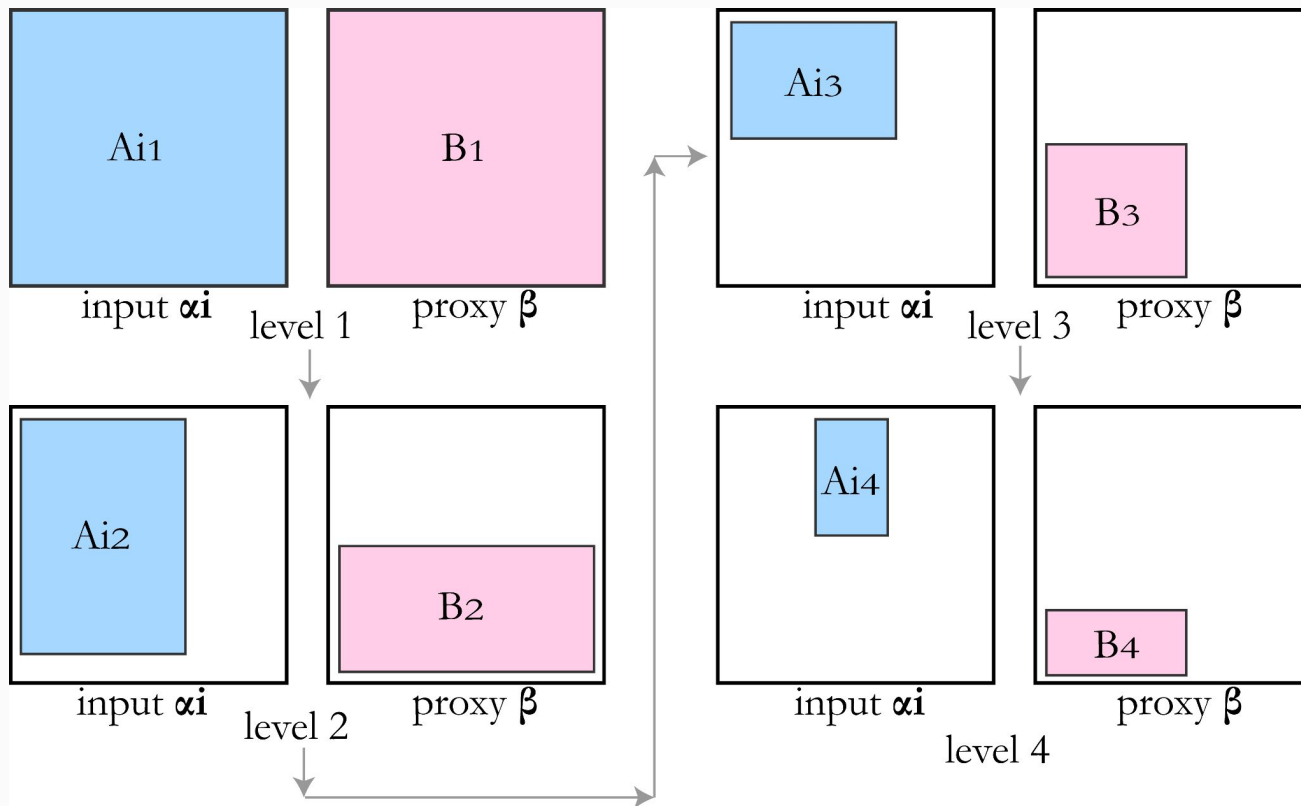 Ai1
B1
input αi
proxy β
level 1
Ai2
B2
input αi
proxy β
level 2
Ai3
B3
input αi
proxy β
level 3
Ai4
B4
input αi
proxy β
level 4